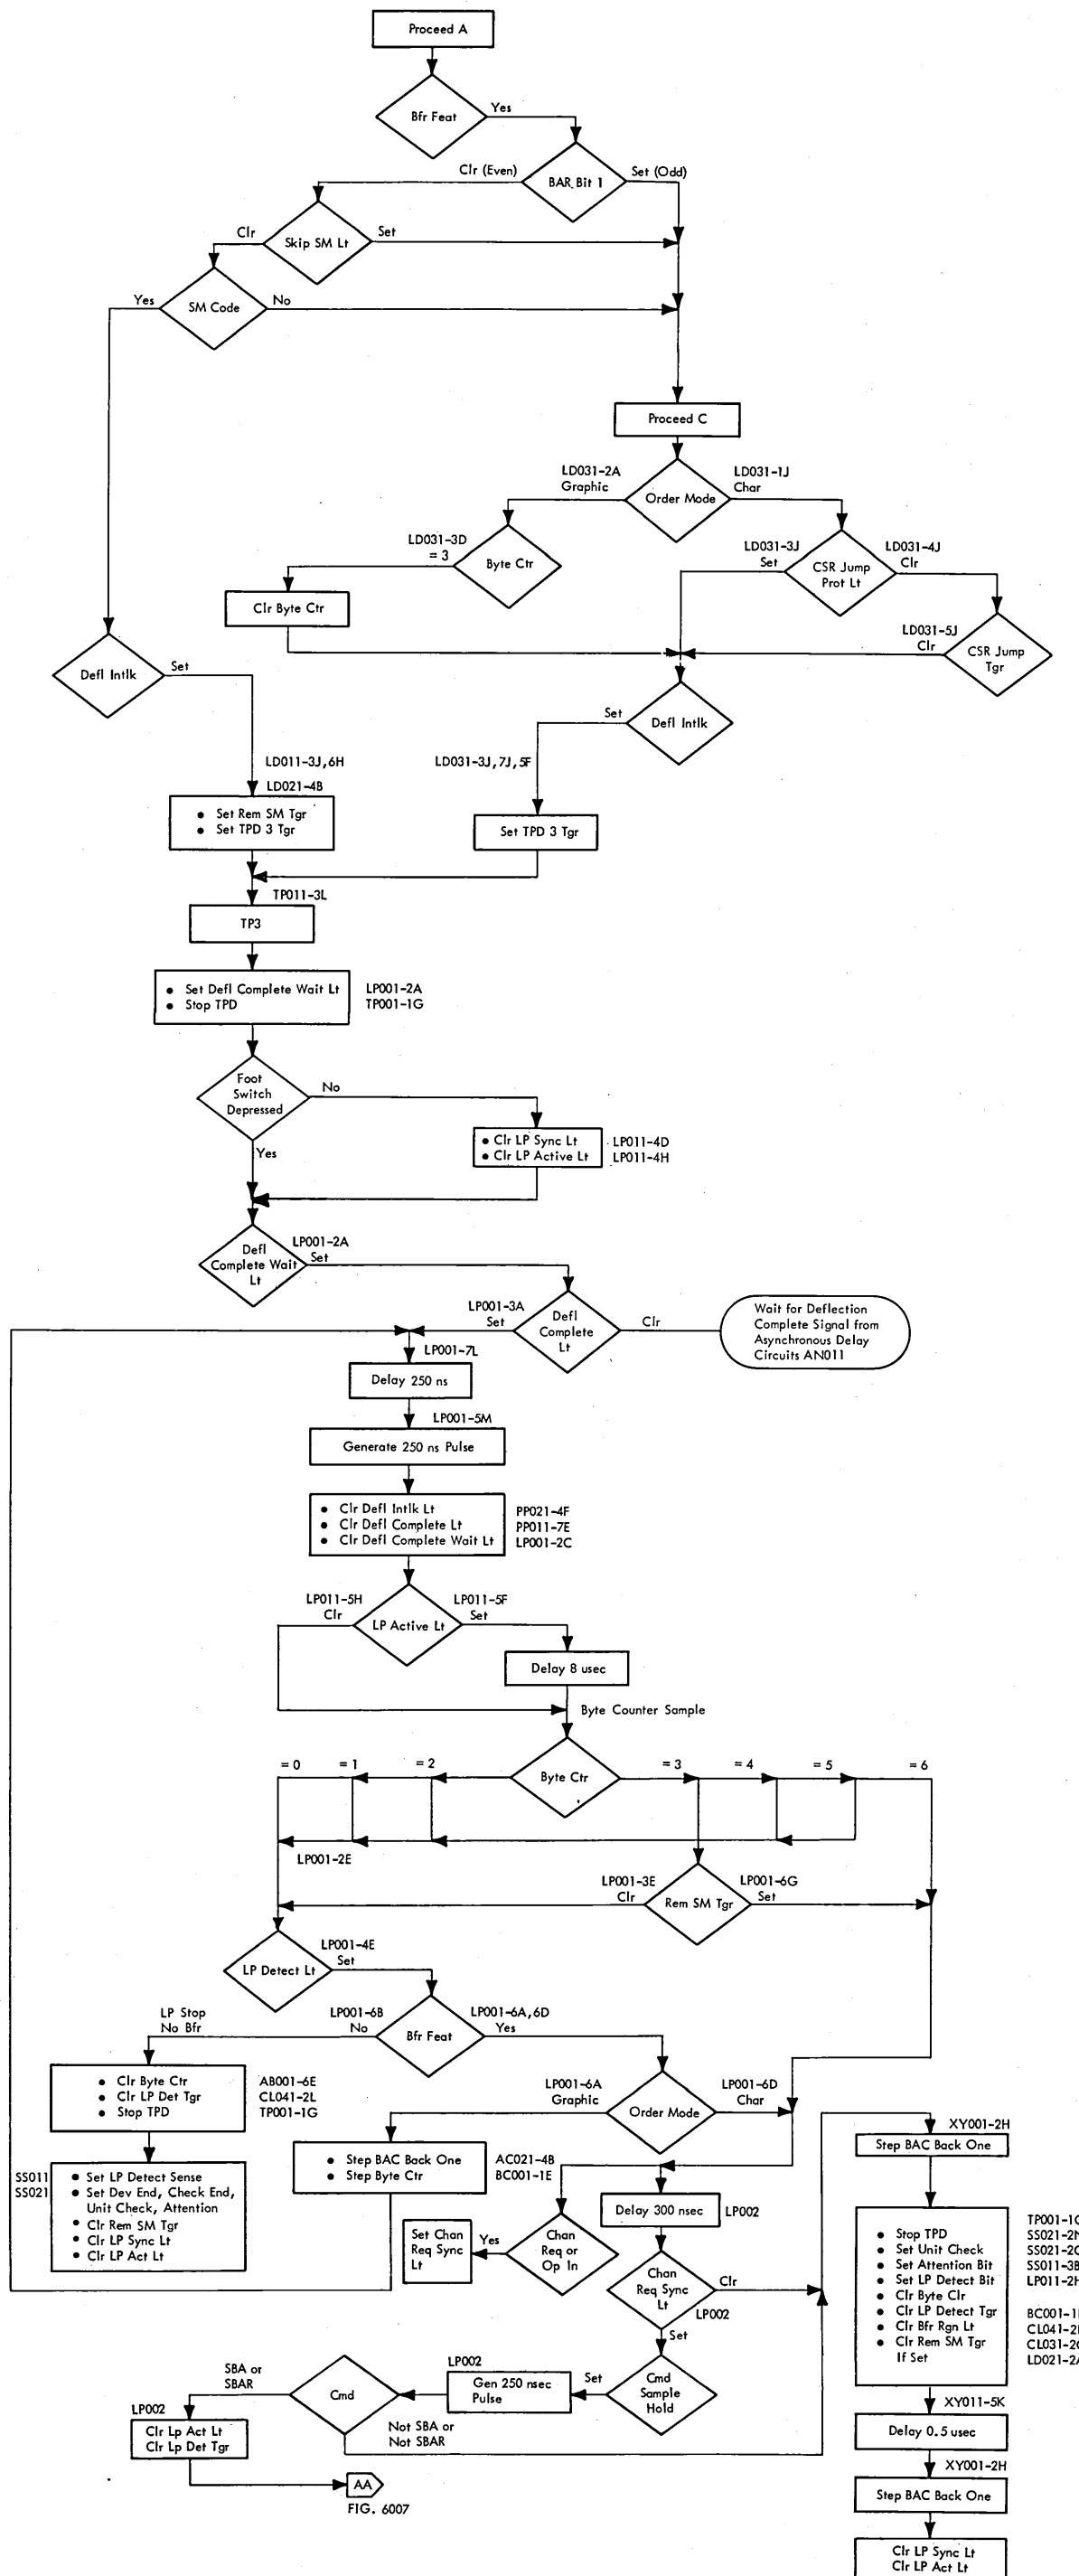 Proceed A
Bfr Feat
Yes
BAR Bit 1
Clr (Even)
Set (Odd)
Skip SM Lt
Clr
Set
SM Code
Yes
No
Proceed C
LD031-2A
Graphic
Order Mode
LD031-1J
Char
LD031-3D
= 3
Byte Ctr
LD031-3J
Set
CSR Jump
Prot Lt
LD031-4J
Clr
Clr Byte Ctr
LD031-5J
Clr
CSR Jump
Tgr
Defl Intlk
Set
Set
Defl Intlk
LD011-3J,6H
LD021-4B
LD031-3J,7J,5F
• Set Rem SM Tgr
• Set TPD 3 Tgr
Set TPD 3 Tgr
TP011-3L
TP3
• Set Defl Complete Wait Lt
• Stop TPD
LP001-2A
TP001-1G
Foot
Switch
Depressed
No
Yes
• Clr LP Sync Lt
• Clr LP Active Lt
LP011-4D
LP011-4H
Defl
Complete Wait
Lt
LP001-2A
Set
LP001-3A
Set
Defl
Complete
Lt
Clr
Wait for Deflection
Complete Signal from
Asynchronous Delay
Circuits AN011
LP001-7L
Delay 250 ns
LP001-5M
Generate 250 ns Pulse
• Clr Defl Intlk Lt
• Clr Defl Complete Lt
• Clr Defl Complete Wait Lt
PP021-4F
PP011-7E
LP001-2C
LP011-5H
Clr
LP Active Lt
LP011-5F
Set
Delay 8 usec
Byte Counter Sample
= 0
= 1
= 2
Byte Ctr
= 3
= 4
= 5
= 6
LP001-2E
LP001-3E
Clr
Rem SM Tgr
LP001-6G
Set
LP Detect Lt
LP001-4E
Set
LP Stop
No Bfr
LP001-6B
No
Bfr Feat
LP001-6A,6D
Yes
• Clr Byte Ctr
• Clr LP Det Tgr
• Stop TPD
AB001-6E
CL041-2L
TP001-1G
LP001-6A
Graphic
Order Mode
LP001-6D
Char
SS011
SS021
• Set LP Detect Sense
• Set Dev End, Check End,
Unit Check, Attention
• Clr Rem SM Tgr
• Clr LP Sync Lt
• Clr LP Act Lt
• Step BAC Back One
• Step Byte Ctr
AC021-4B
BC001-1E
XY001-2H
Step BAC Back One
Delay 300 nsec
LP002
Set Chan
Req Sync
Lt
Yes
Chan
Req or
Op In
Chan
Req Sync
Lt
Clr
LP002
Set
• Stop TPD
• Set Unit Check
• Set Attention Bit
• Set LP Detect Bit
• Clr Byte Clr
• Clr LP Detect Tgr
• Clr Bfr Rgn Lt
• Clr Rem SM Tgr
If Set
SBA or
SBAR
Cmd
LP002
Gen 250 nsec
Pulse
Set
Cmd
Sample
Hold
LP002
Clr Lp Act Lt
Clr Lp Det Tgr
Not SBA or
Not SBAR
XY011-5K
Delay 0.5 usec
XY001-2H
Step BAC Back One
AA
FIG. 6007
Clr LP Sync Lt
Clr LP Act Lt